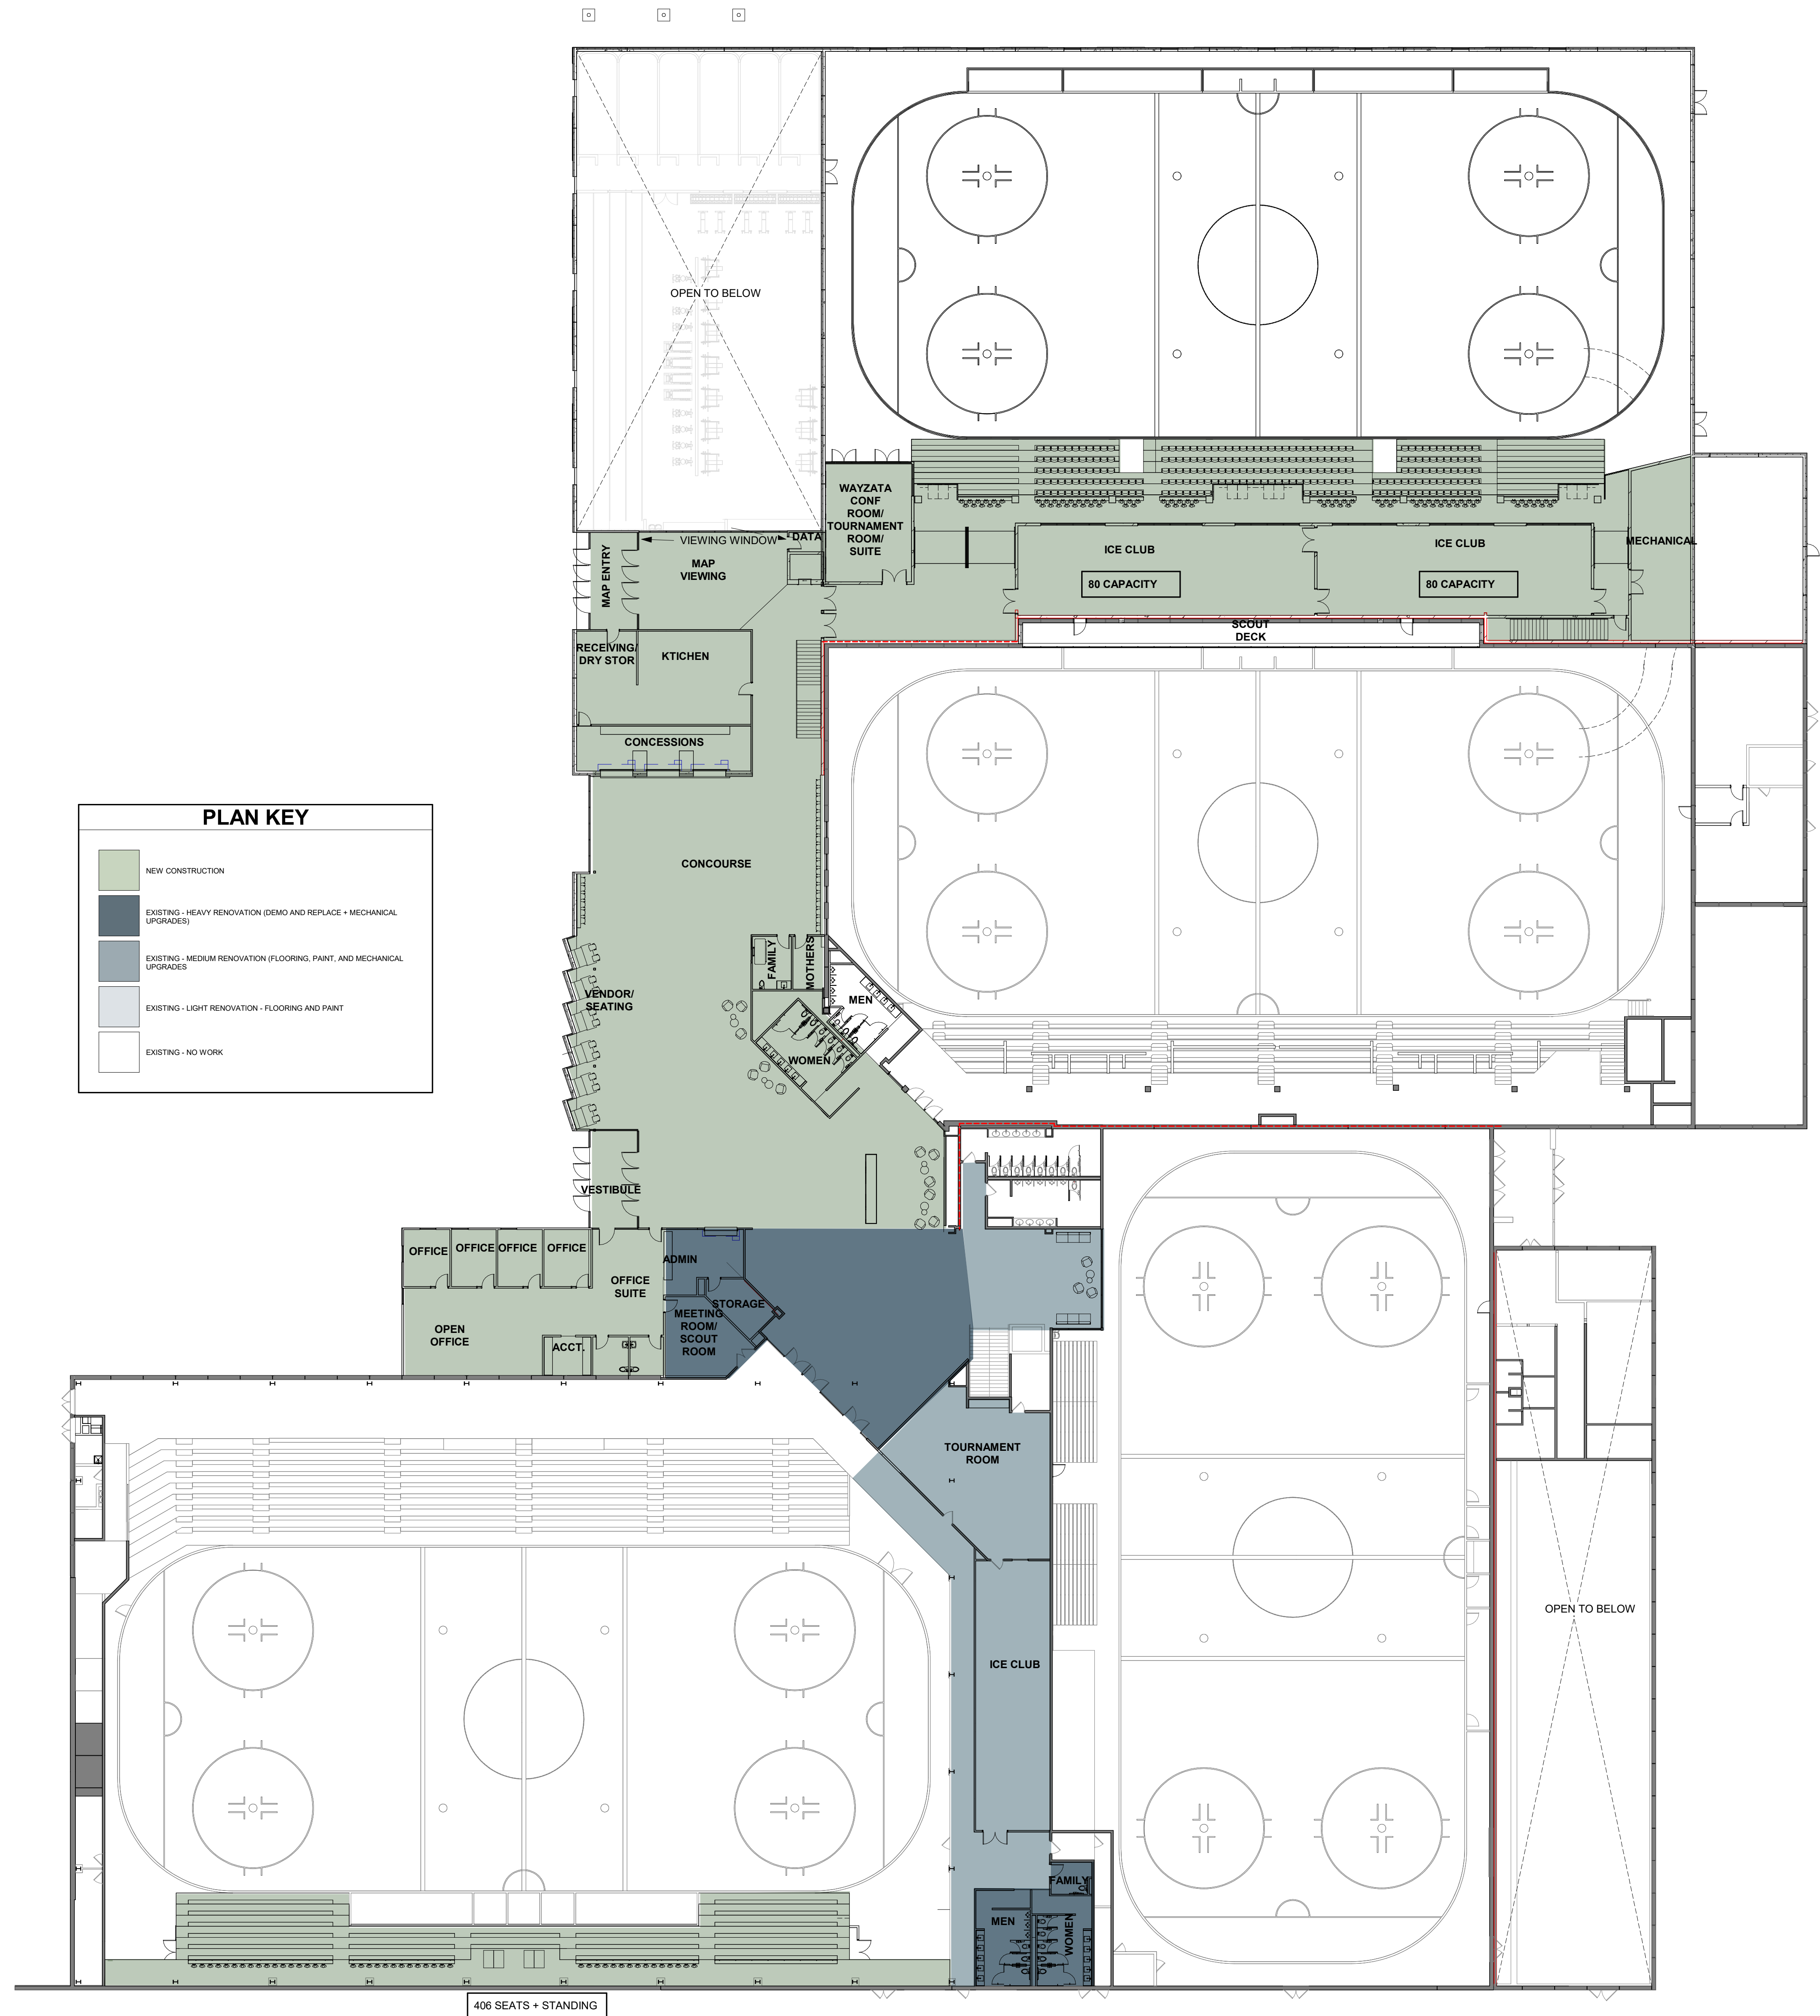 OPEN TO BELOW
WAYZATA
CONF
ROOM/
TOURNAMENT
ROOM/
SUITE
VIEWING WINDOW
DATA
MAP ENTRY
MAP
VIEWING
ICE CLUB
80 CAPACITY
ICE CLUB
80 CAPACITY
MECHANICAL
SCOUT
DECK
RECEIVING/
DRY STOR
KTICHEN
CONCESSIONS
PLAN KEY
NEW CONSTRUCTION
EXISTING - HEAVY RENOVATION (DEMO AND REPLACE + MECHANICAL
UPGRADES)
EXISTING - MEDIUM RENOVATION (FLOORING, PAINT, AND MECHANICAL
UPGRADES
EXISTING - LIGHT RENOVATION - FLOORING AND PAINT
EXISTING - NO WORK
CONCOURSE
FAMILY
MOTHERS
MEN
VENDOR/
SEATING
WOMEN
VESTIBULE
OFFICE
OFFICE
OFFICE
OFFICE
OFFICE
SUITE
ADMIN
STORAGE
MEETING
ROOM/
SCOUT
ROOM
OPEN
OFFICE
ACCT.
TOURNAMENT
ROOM
ICE CLUB
OPEN TO BELOW
FAMILY
MEN
WOMEN
406 SEATS + STANDING